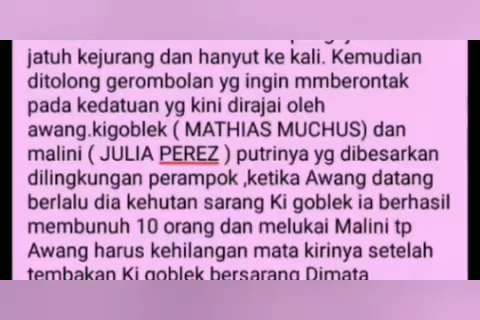 jatuh kejurang dan hanyut ke kali. Kemudian
ditolong gerombolan yg ingin mmberontak
pada kedatuan yg kini dirajai oleh
awang.kigoblek ( MATHIAS MUCHUS) dan
malini ( JULIA PEREZ ) putrinya yg dibesarkan
dilingkungan perampok ,ketika Awang datang
berlalu dia kehutan sarang Ki goblek ia berhasil
membunuh 10 orang dan melukai Malini tp
Awang harus kehilangan mata kirinya setelah
tembakan Ki goblek bersarang Dimata